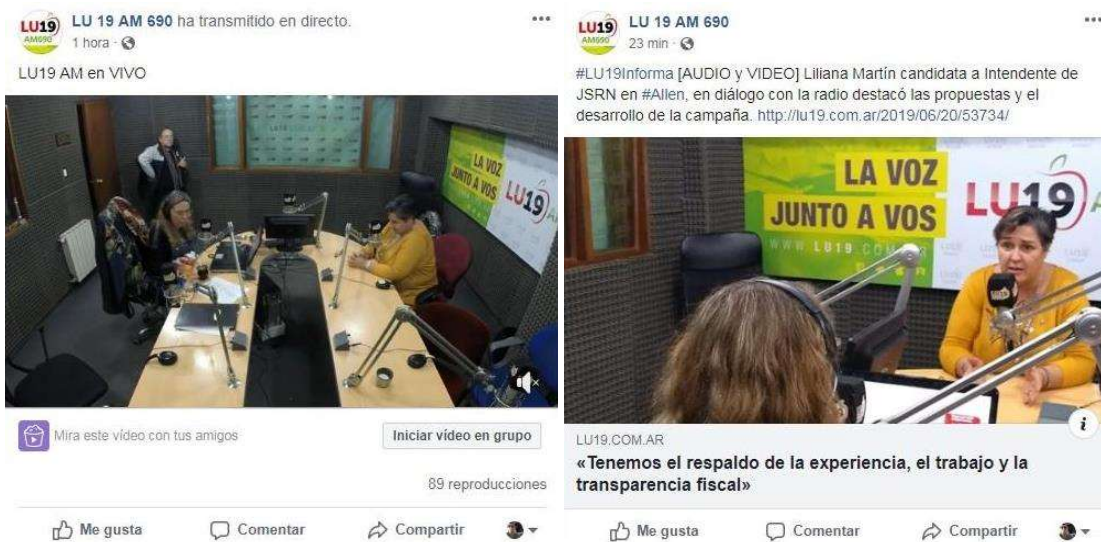 LU19
AM690
LU 19 AM 690 ha transmitido en directo.
1 hora ·
LU19 AM en VIVO
LA VOZ
JUNTO A VOS
LU19
Mira este vídeo con tus amigos
Iniciar vídeo en grupo
89 reproducciones
Me gusta
Comentar
Compartir
LU19
AM690
LU 19 AM 690
23 min ·
#LU19Informa [AUDIO y VIDEO] Liliana Martín candidata a Intendente de
JSRN en #Allen, en diálogo con la radio destacó las propuestas y el
desarrollo de la campaña. http://lu19.com.ar/2019/06/20/53734/
LA VOZ
JUNTO A VOS
LU19
WWW.LU19.COM.AR
LU19.COM.AR
«Tenemos el respaldo de la experiencia, el trabajo y la
transparencia fiscal»
Me gusta
Comentar
Compartir